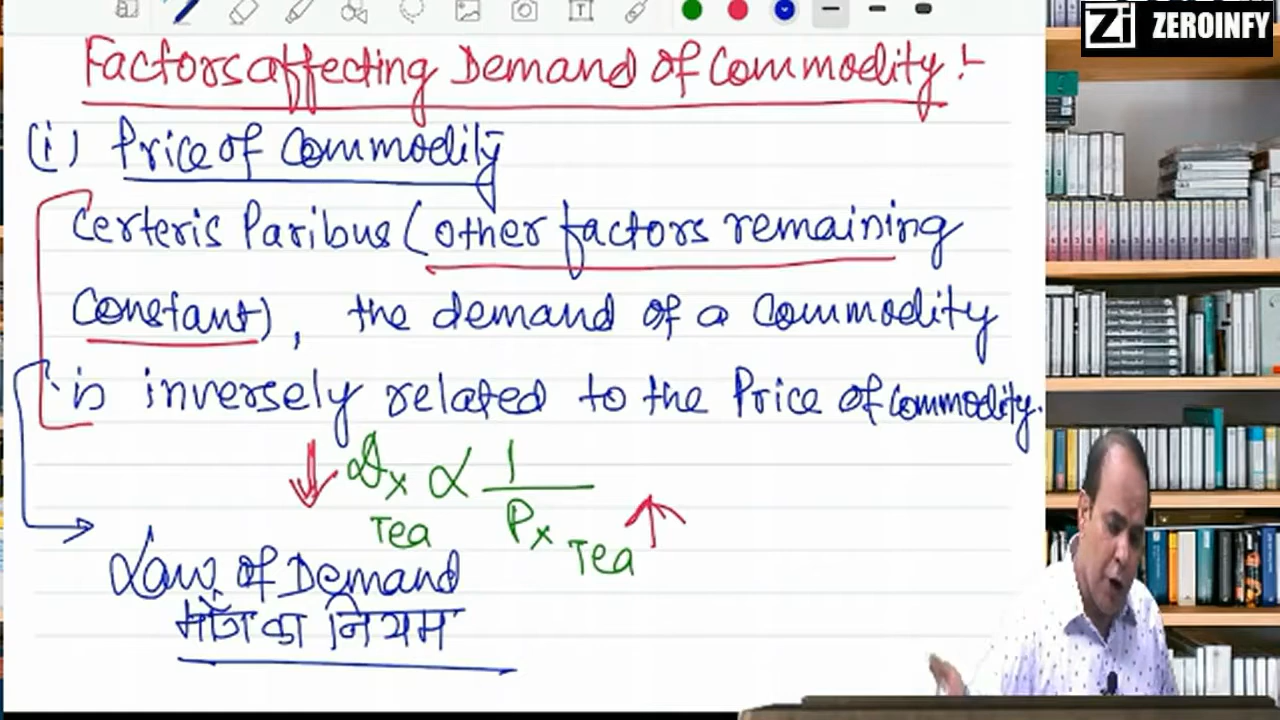 Zi ZEROINFY
Factors affecting Demand of Commodity :-
(i) Price of Commodity
Certeris Paribus (other factors remaining
Constant), the demand of a Commodity
is inversely related to the Price of Commodity.
↓ Dx ∝ 1
Px ↑
Tea Tea
Law of Demand
माँग का नियम